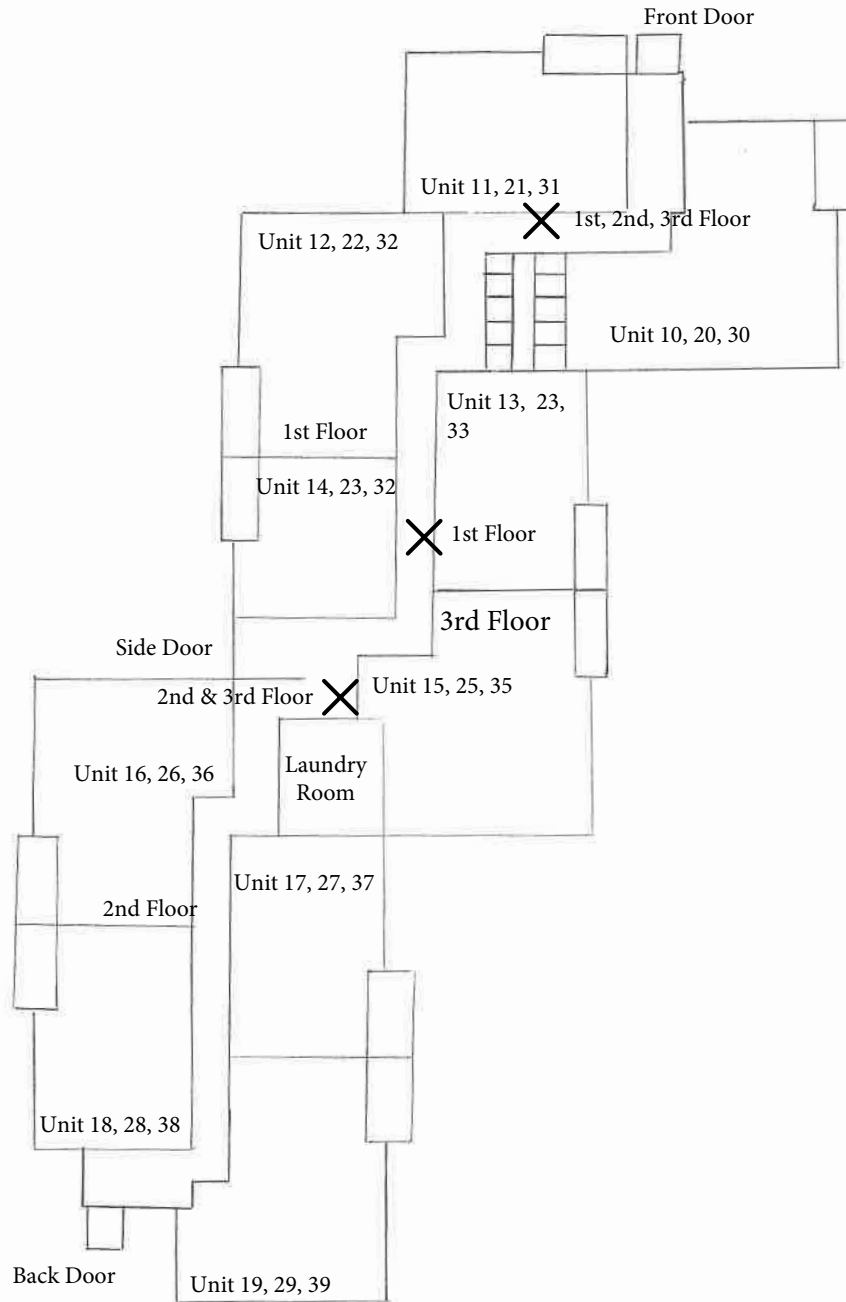 Front Door
Unit 11, 21, 31
1st, 2nd, 3rd Floor
Unit 12, 22, 32
Unit 10, 20, 30
Unit 13, 23,
33
1st Floor
Unit 14, 23, 32
1st Floor
3rd Floor
Side Door
Unit 15, 25, 35
2nd & 3rd Floor
Laundry
Room
Unit 16, 26, 36
Unit 17, 27, 37
2nd Floor
Unit 18, 28, 38
Back Door
Unit 19, 29, 39